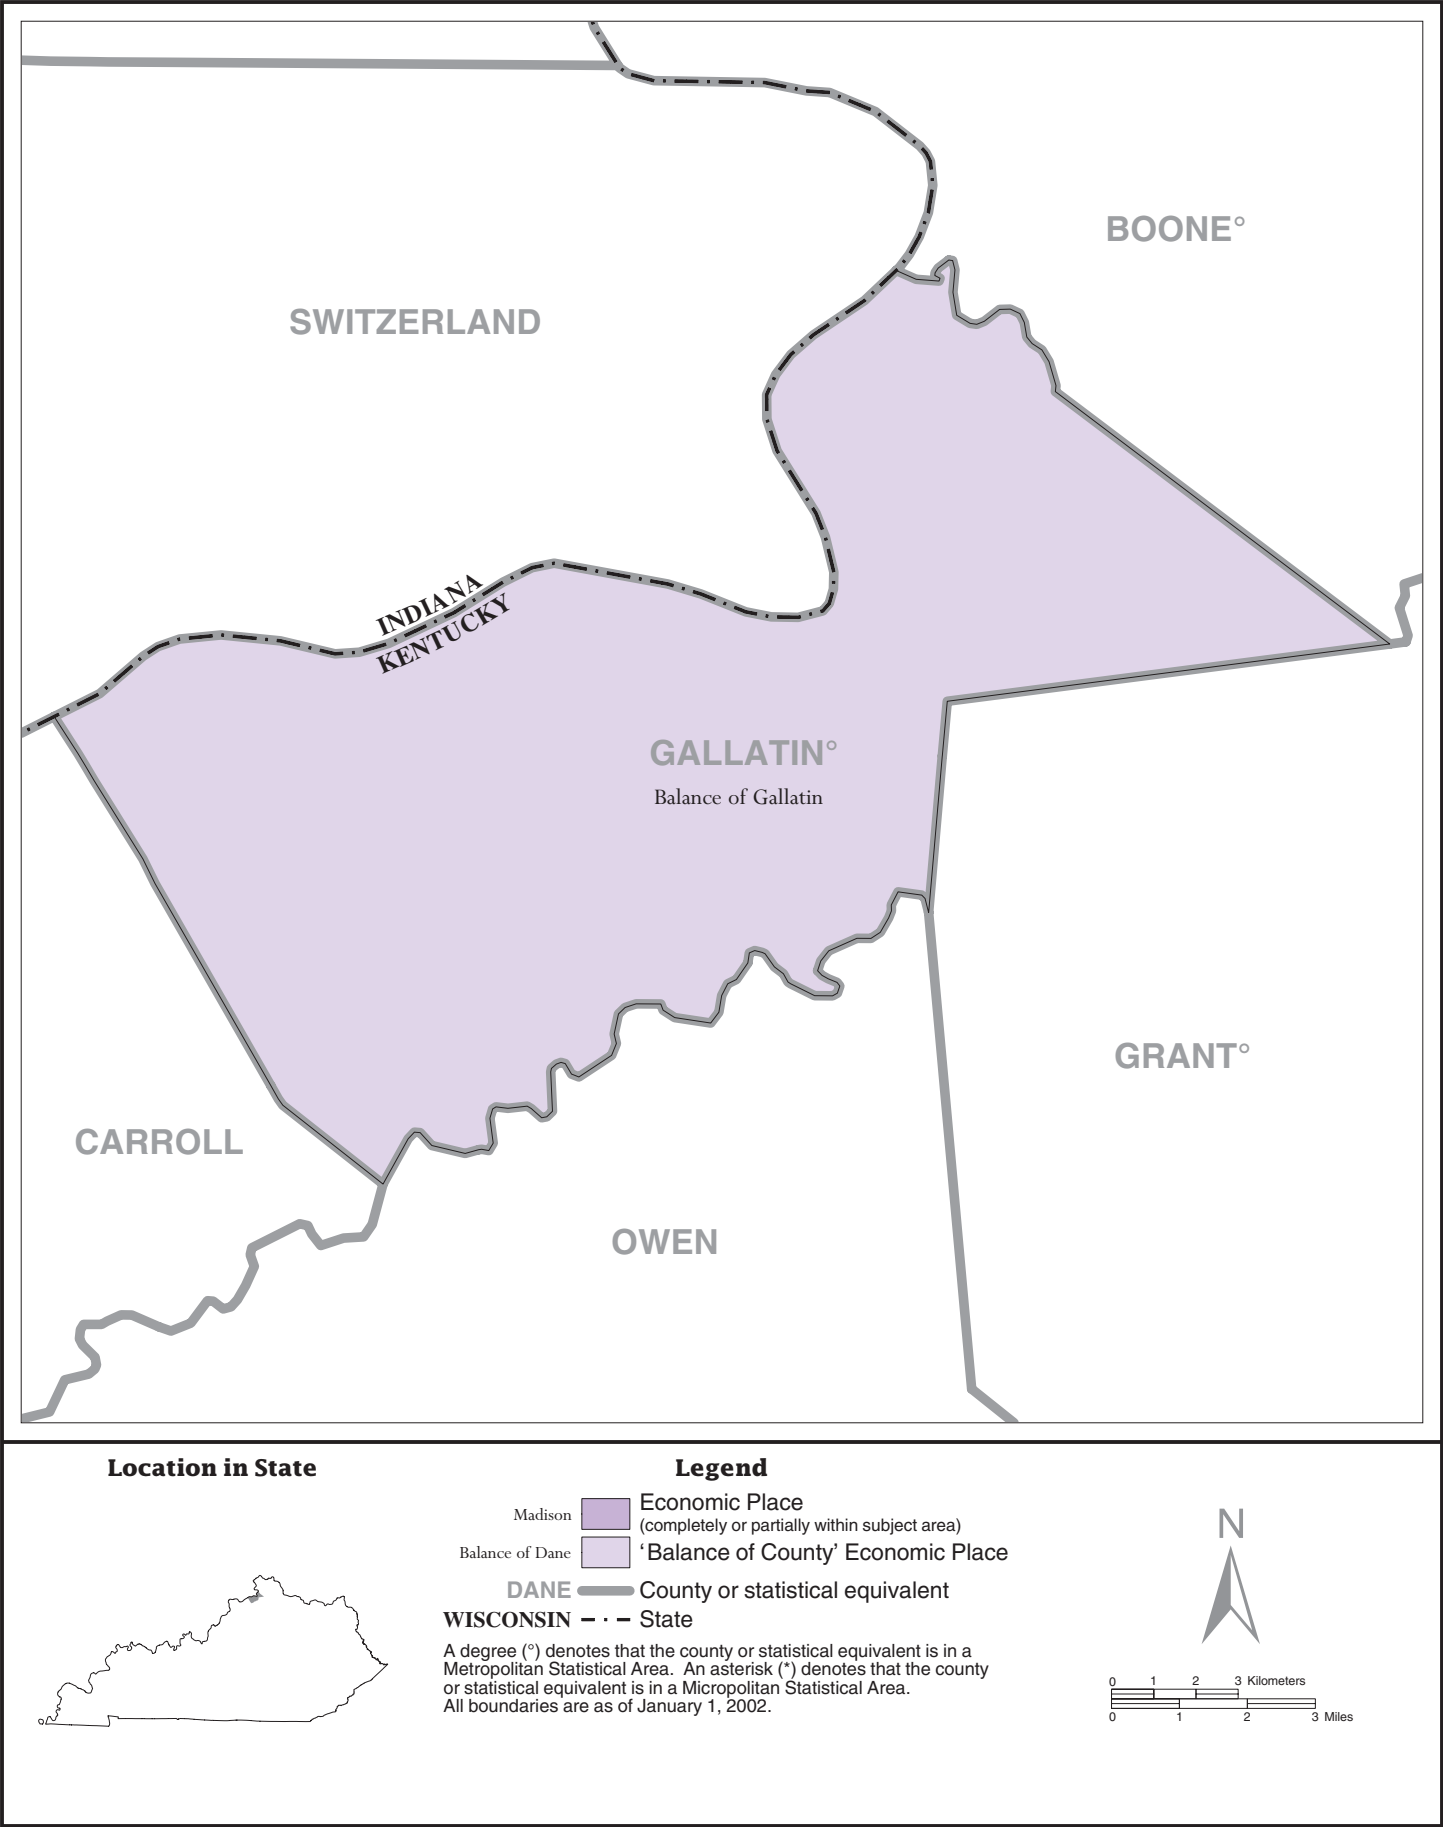 BOONE°
SWITZERLAND
INDIANA
KENTUCKY
GALLATIN°
Balance of Gallatin
GRANT°
CARROLL
OWEN
Location in State
Legend
Madison
Economic Place
(completely or partially within subject area)
Balance of Dane
‘Balance of County’ Economic Place
DANE
County or statistical equivalent
WISCONSIN
State
A degree (°) denotes that the county or statistical equivalent is in a
Metropolitan Statistical Area.  An asterisk (*) denotes that the county
or statistical equivalent is in a Micropolitan Statistical Area.
All boundaries are as of January 1, 2002.
N
0 1 2 3 Kilometers
0 1 2 3 Miles